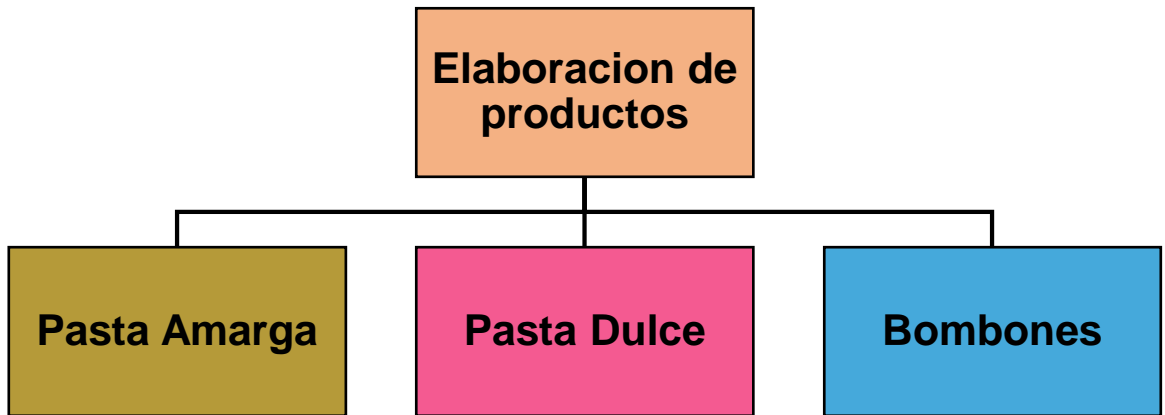 Elaboracion de
productos
Pasta Amarga
Pasta Dulce
Bombones